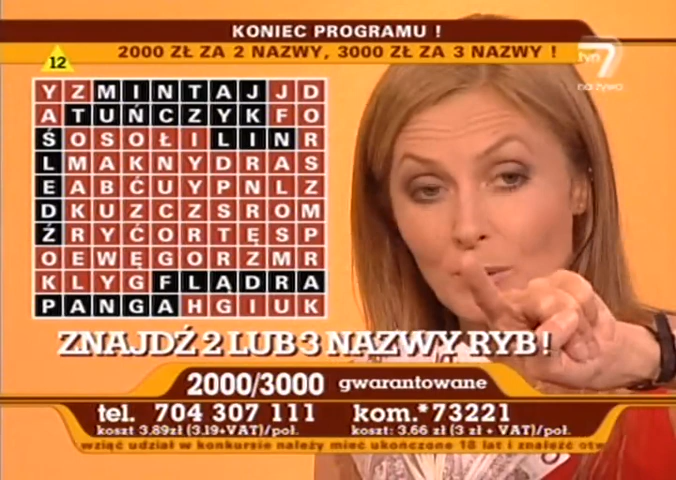 KONIEC PROGRAMU !
2000 ZŁ ZA 2 NAZWY, 3000 ZŁ ZA 3 NAZWY !
12
tvn 7
na żywo
YZMINTAJJD
ATUŃCZYKFO
ŚOSOŁILINR
LMAKNYDRAS
EABĆUYPNLZ
DKUZCZSROM
ŹRYĆORTĘSP
OEWĘGORZMR
KLYGFLĄDRA
PANGAHGIUK
ZNAJDŹ 2 LUB 3 NAZWY RYB!
2000/3000 gwarantowane
tel. 704 307 111 kom.*73221
koszt 3.89zł (3.19+VAT)/poł. koszt: 3.66 zł (3 zł + VAT)/poł.
wziąć udział w konkursie należy mieć ukończone 18 lat i znaleźć otw